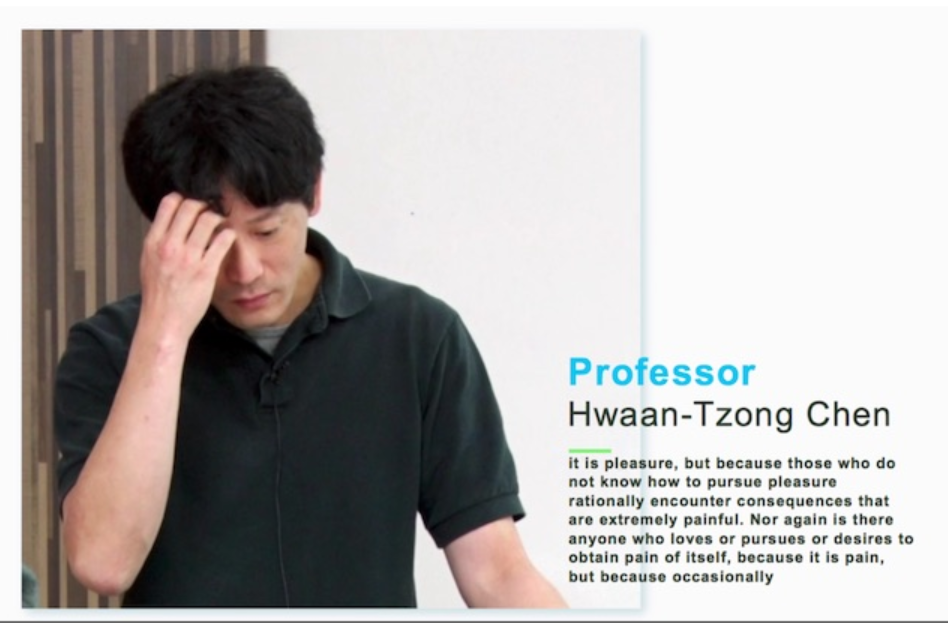 Professor
Hwaan-Tzong Chen
it is pleasure, but because those who do
not know how to pursue pleasure
rationally encounter consequences that
are extremely painful. Nor again is there
anyone who loves or pursues or desires to
obtain pain of itself, because it is pain,
but because occasionally